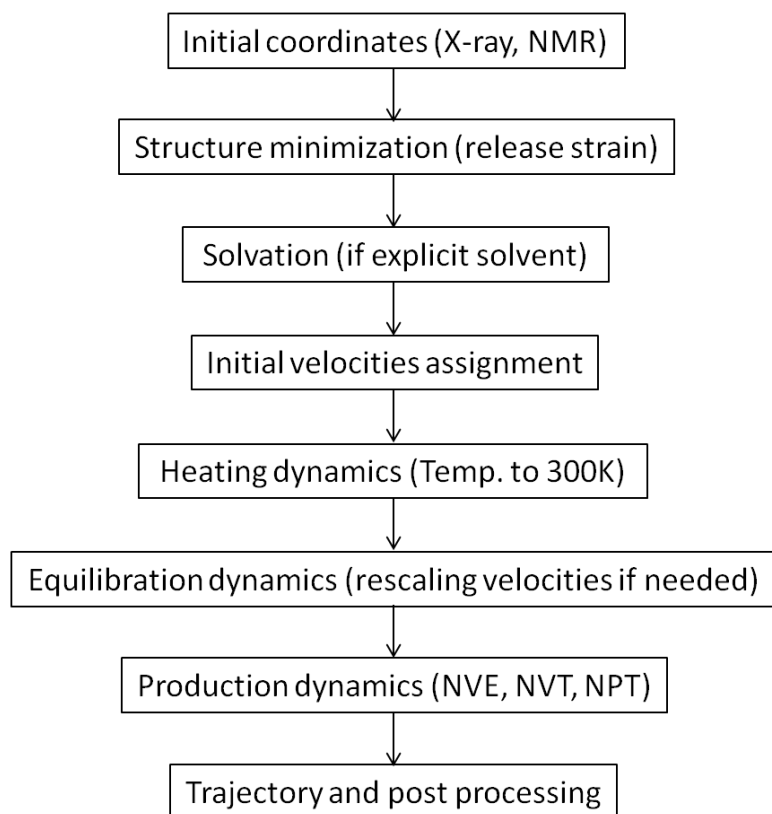 Initial coordinates (X-ray, NMR)
Structure minimization (release strain)
Solvation (if explicit solvent)
Initial velocities assignment
Heating dynamics (Temp. to 300K)
Equilibration dynamics (rescaling velocities if needed)
Production dynamics (NVE, NVT, NPT)
Trajectory and post processing